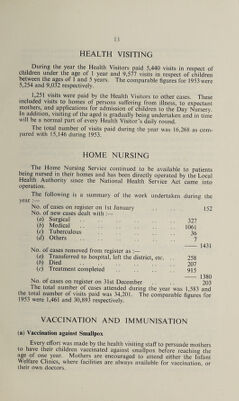 13
HEALTH VISITING
During the year the Health Visitors paid 5,440 visits in respect of
children under the age of 1 year and 9,577 visits in respect of children
between the ages of 1 and 5 years. The comparable figures for 1953 were
5,254 and 9,032 respectively.
1,251 visits were paid by the Health Visitors to other cases. These
included visits to homes of persons suffering from illness, to expectant
mothers, and applications for admission of children to the Day Nursery.
In addition, visiting of the aged is gradually being undertaken and in time
will be a normal part of every Health Visitor's daily round.
The total number of visits paid during the year was 16,268 as com-
pared with 15,146 during 1953.
HOME NURSING
The Home Nursing Service continued to be available to patients
being nursed in their homes and has been directly operated by the Local
Health Authority since the National Health Service Act came into
operation.
The following is a summary of the work undertaken during the
year :—
No. of cases on register on 1st January .. .. .. 152
No. of new cases dealt with :—
(a) Surgical .. .. .. .. .. 327
(b) Medical .. .. .. .. .. 1061
(c) Tuberculous .. .. .. .. 36
(d) Others .. .. .. .. .. 7
1431
No. of cases removed from register as :—
(a) Transferred to hospital, left the district, etc. .. 258
(b) Died .. .. .. .. .. 207
(c) Treatment completed .. .. .. 915
1380
No. of cases on register on 31st December .. .. 203
The total number of cases attended during the year was 1,583 and
the total number of visits paid was 34,201. The comparable figures for
1953 were 1,461 and 30,893 respectively.
VACCINATION AND IMMUNISATION
(a) Vaccination against Smallpox
Every effort was made by the health visiting staff to persuade mothers
to have their children vaccinated against smallpox before reaching the
age of one year. Mothers are encouraged to attend either the Infant
Welfare Clinics, where facilities are always available for vaccination, or
their own doctors.